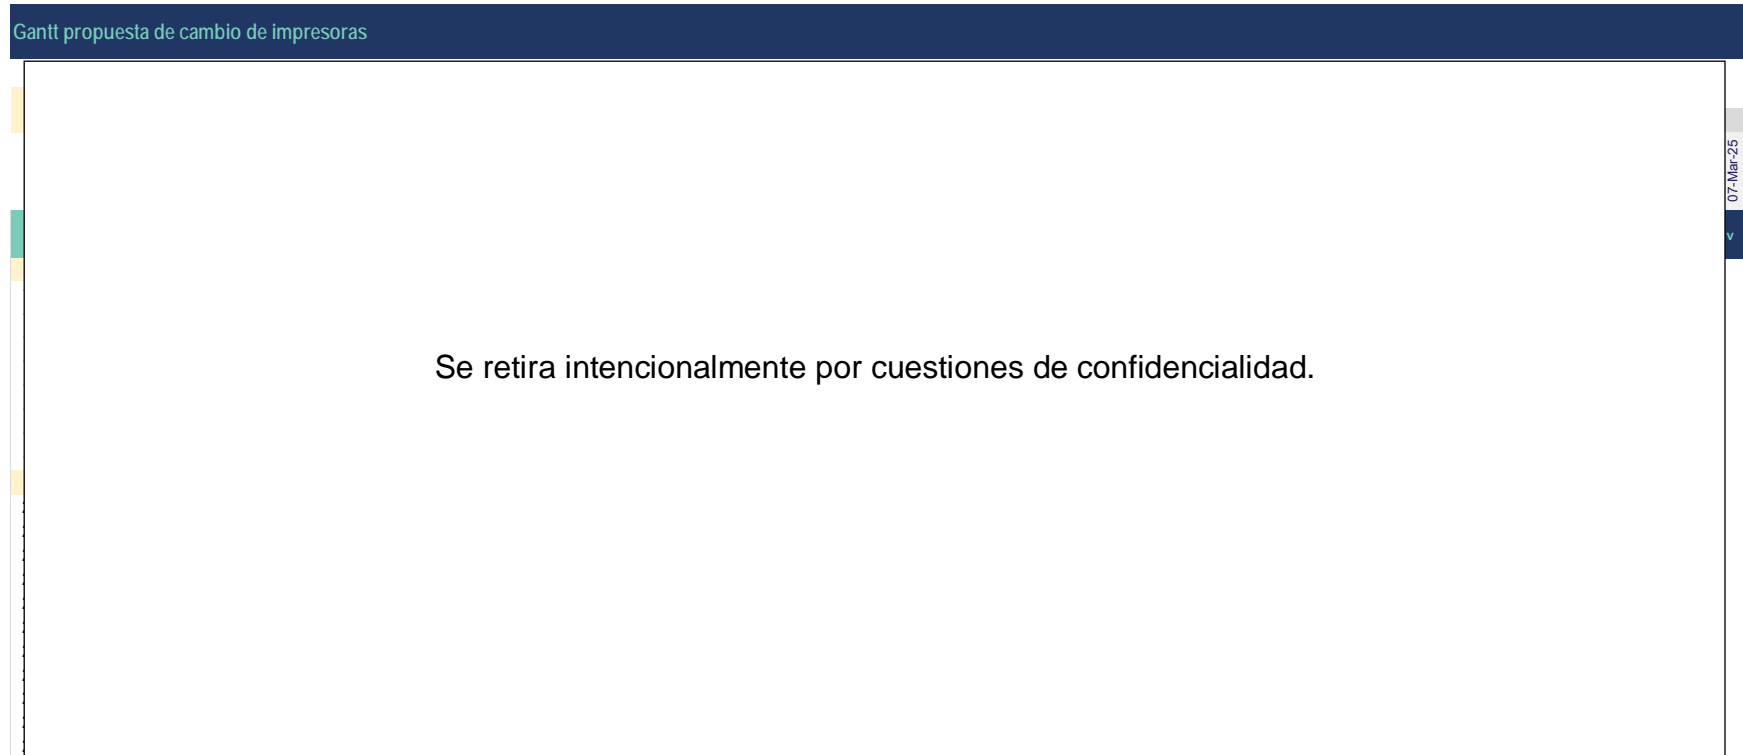 Gantt propuesta de cambio de impresoras
07-Mar-25
v
Se retira intencionalmente por cuestiones de confidencialidad.